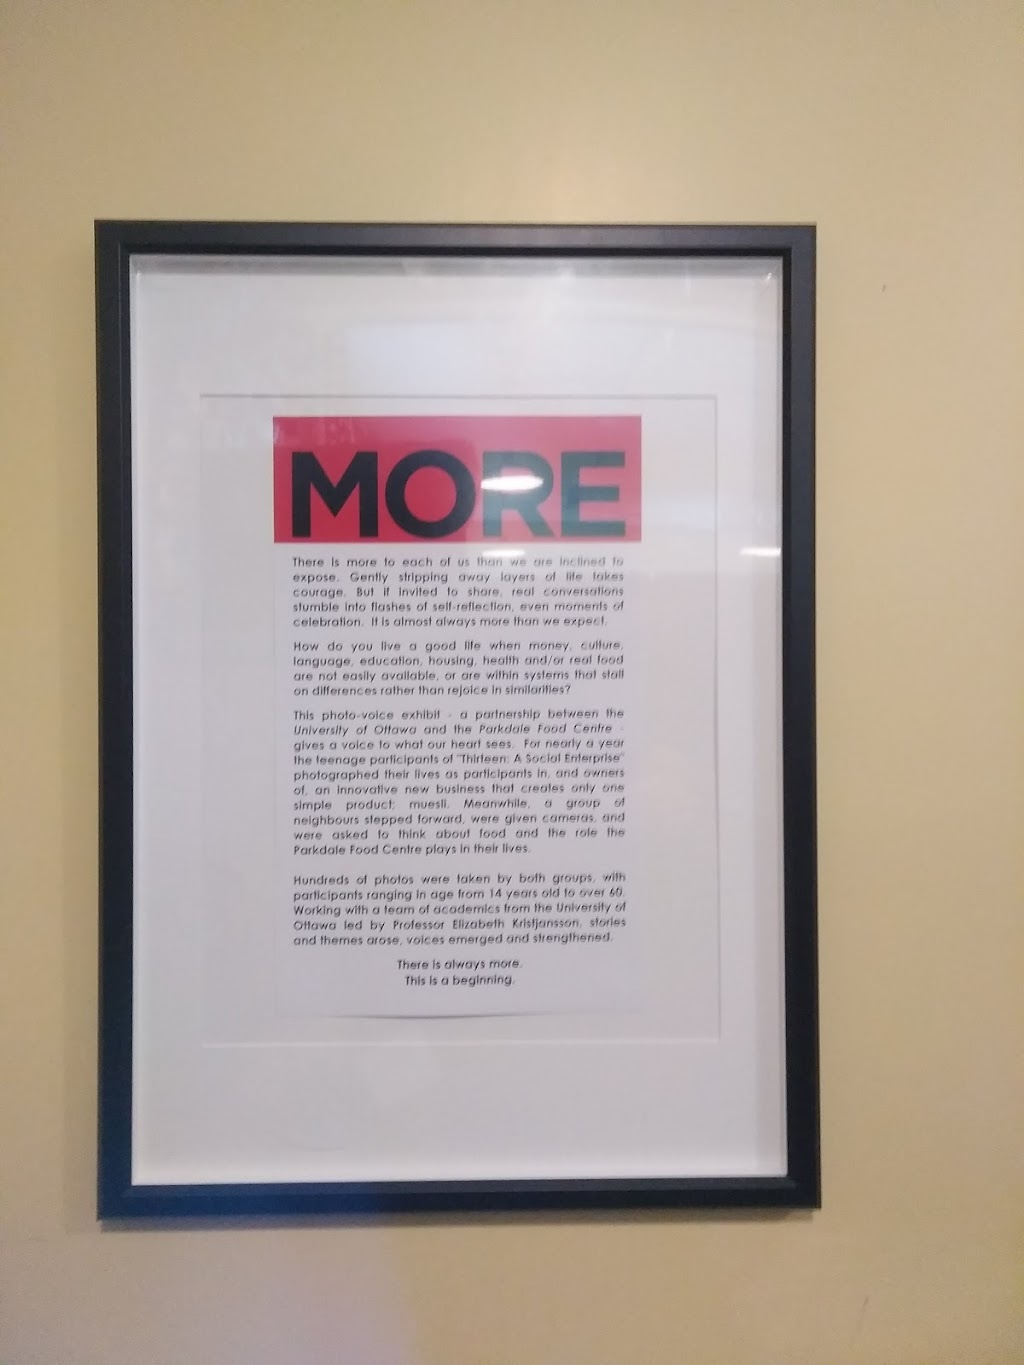 MORE
There is more to each of us than we are inclined to
expose. Gently stripping away layers of life takes
courage. But if invited to share, real conversations
stumble into flashes of self-reflection, even moments of
celebration. It is almost always more than we expect.
How do you live a good life when money, culture,
language, education, housing, health and/or real food
are not easily available, or are within systems that stall
on differences rather than rejoice in similarities?
This photo-voice exhibit - a partnership between the
University of Ottawa and the Parkdale Food Centre -
gives a voice to what our heart sees. For nearly a year
the teenage participants of "Thirteen: A Social Enterprise"
photographed their lives as participants in, and owners
of, an innovative new business that creates only one
simple product: muesli. Meanwhile, a group of
neighbours stepped forward, were given cameras, and
were asked to think about food and the role the
Parkdale Food Centre plays in their lives.
Hundreds of photos were taken by both groups, with
participants ranging in age from 14 years old to over 60.
Working with a team of academics from the University of
Ottawa led by Professor Elizabeth Kristjansson, stories
and themes arose, voices emerged and strengthened.
There is always more.
This is a beginning.